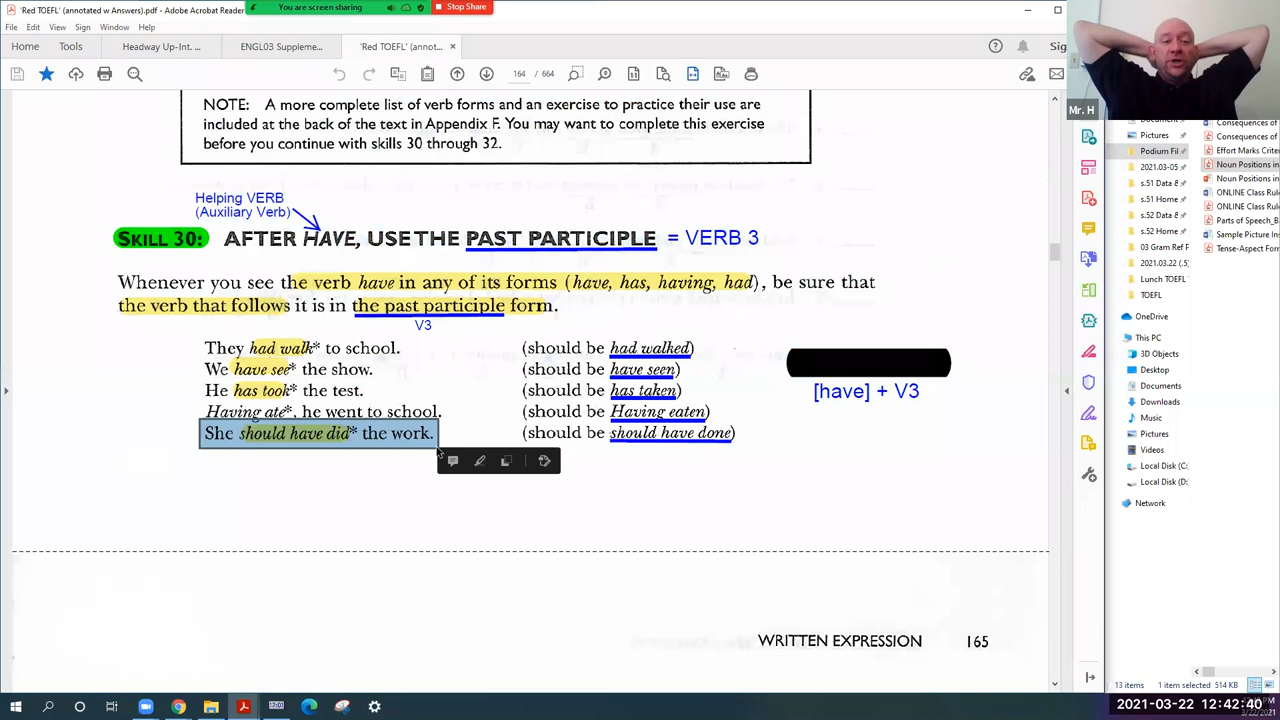 'Red TOEFL' (annotated w Answers).pdf - Adobe Acrobat Reader
You are screen sharing
Stop Share
File Edit View Sign Window Help
Home Tools Headway Up-Int. ... ENGL03 Suppleme... 'Red TOEFL' (annot... ×
Sig
164 / 664
Mr. H
NOTE: A more complete list of verb forms and an exercise to practice their use are
included at the back of the text in Appendix F. You may want to complete this exercise
before you continue with skills 30 through 32.
Helping VERB
(Auxiliary Verb)
SKILL 30: AFTER HAVE, USE THE PAST PARTICIPLE = VERB 3
Whenever you see the verb have in any of its forms (have, has, having, had), be sure that
the verb that follows it is in the past participle form.
V3
They had walk* to school. (should be had walked)
We have see* the show. (should be have seen)
He has took* the test. (should be has taken)
Having ate*, he went to school. (should be Having eaten)
She should have did* the work. (should be should have done)
[have] + V3
WRITTEN EXPRESSION 165
Pictures
Podium Fil
2021.03-05
s.51 Data &
s.51 Home
s.52 Data &
s.52 Home
03 Gram Ref
2021.03.22 (.5)
Lunch TOEFL
TOEFL
OneDrive
This PC
3D Objects
Desktop
Documents
Downloads
Music
Pictures
Videos
Local Disk (C:
Local Disk (D:
Network
Consequences of
Effort Marks Crite
Noun Positions in
Noun Positions in
ONLINE Class Rule
ONLINE Class Rule
Parts of Speech_B
Sample Picture Ins
Tense-Aspect Form
13 items 1 item selected 514 KB
2021-03-22 12:42:40